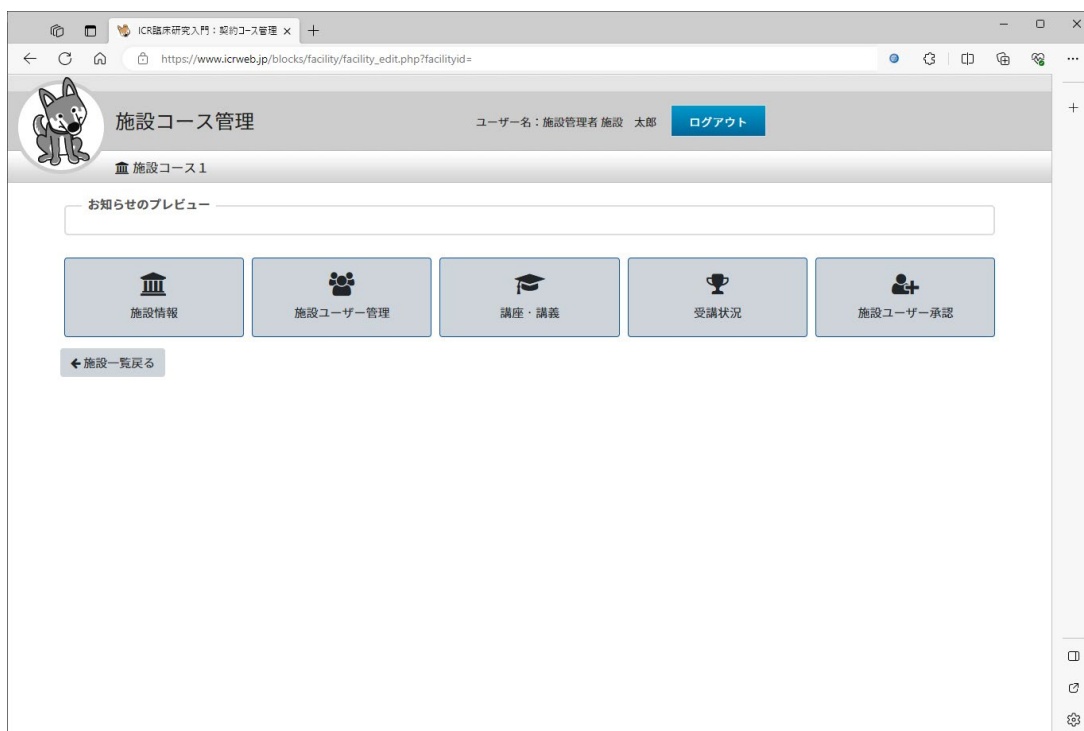 ICR臨床研究入門：契約コース管理
https://www.icrweb.jp/blocks/facility/facility_edit.php?facilityid=
施設コース管理
ユーザー名：施設管理者 施設　太郎
ログアウト
施設コース１
お知らせのプレビュー
施設情報
施設ユーザー管理
講座・講義
受講状況
施設ユーザー承認
施設一覧戻る